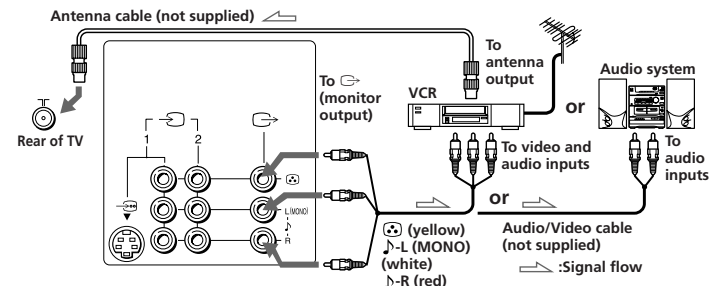 Antenna cable (not supplied)
To
antenna
output
Audio system
To
(monitor
output)
VCR
or
Rear of TV
1
2
To video and
audio inputs
To
audio
inputs
L(MONO)
R
or
(yellow)
♪-L (MONO)
(white)
♪-R (red)
Audio/Video cable
(not supplied)
:Signal flow